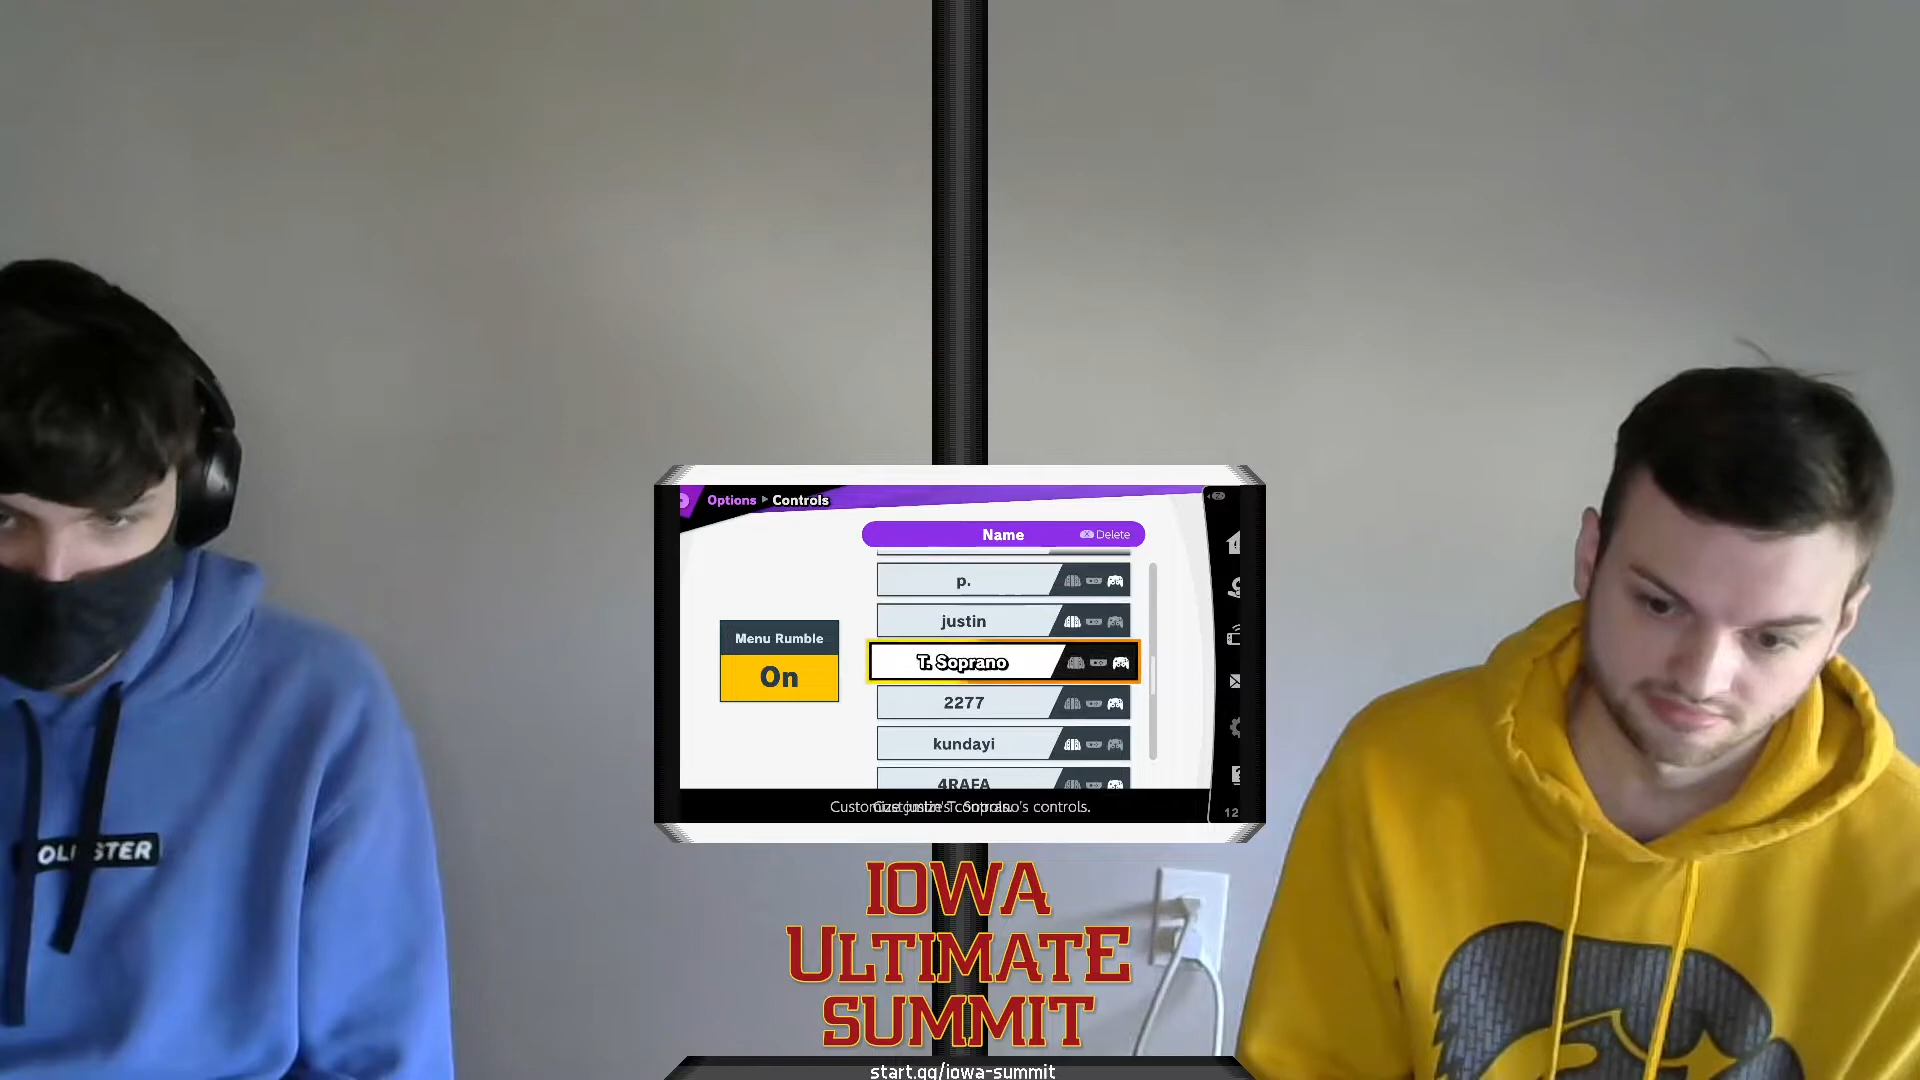 Options ▸ Controls
Name
Delete
p.
justin
Menu Rumble
On
T. Soprano
2277
kundayi
4RAFA
12
OLLISTER
IOWA
ULTIMATE
SUMMIT
start.gg/iowa-summit